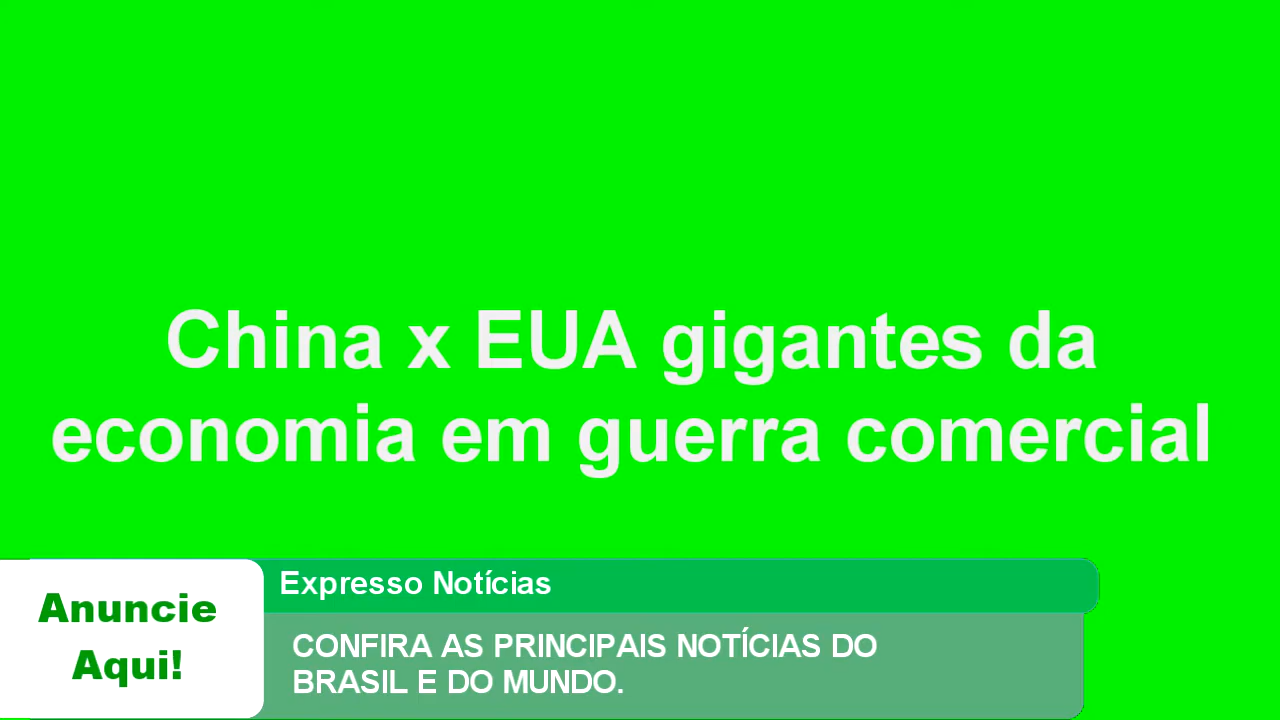 China x EUA gigantes da
economia em guerra comercial
Anuncie
Aqui!
Expresso Notícias
CONFIRA AS PRINCIPAIS NOTÍCIAS DO
BRASIL E DO MUNDO.